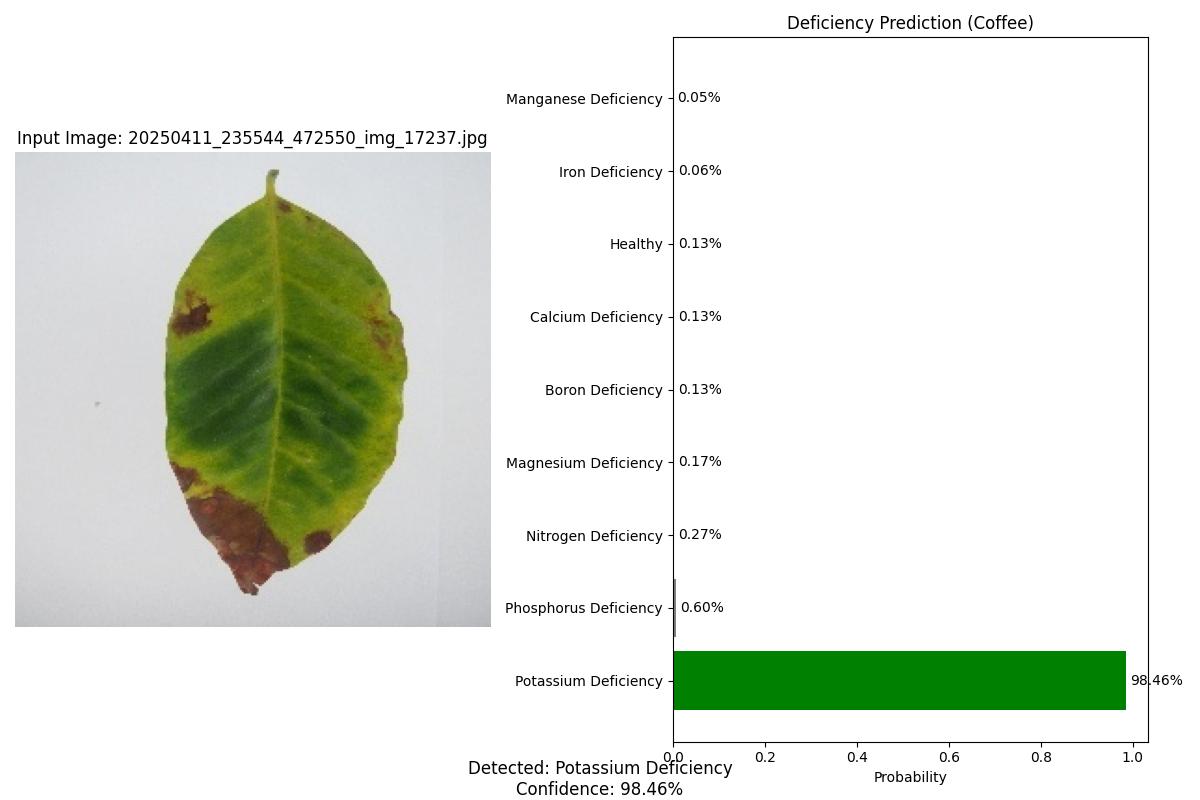 Deficiency Prediction (Coffee)
Input Image: 20250411_235544_472550_img_17237.jpg
Manganese Deficiency 0.05%
Iron Deficiency 0.06%
Healthy 0.13%
Calcium Deficiency 0.13%
Boron Deficiency 0.13%
Magnesium Deficiency 0.17%
Nitrogen Deficiency 0.27%
Phosphorus Deficiency 0.60%
Potassium Deficiency 98.46%
0.0 0.2 0.4 0.6 0.8 1.0
Probability
Detected: Potassium Deficiency
Confidence: 98.46%